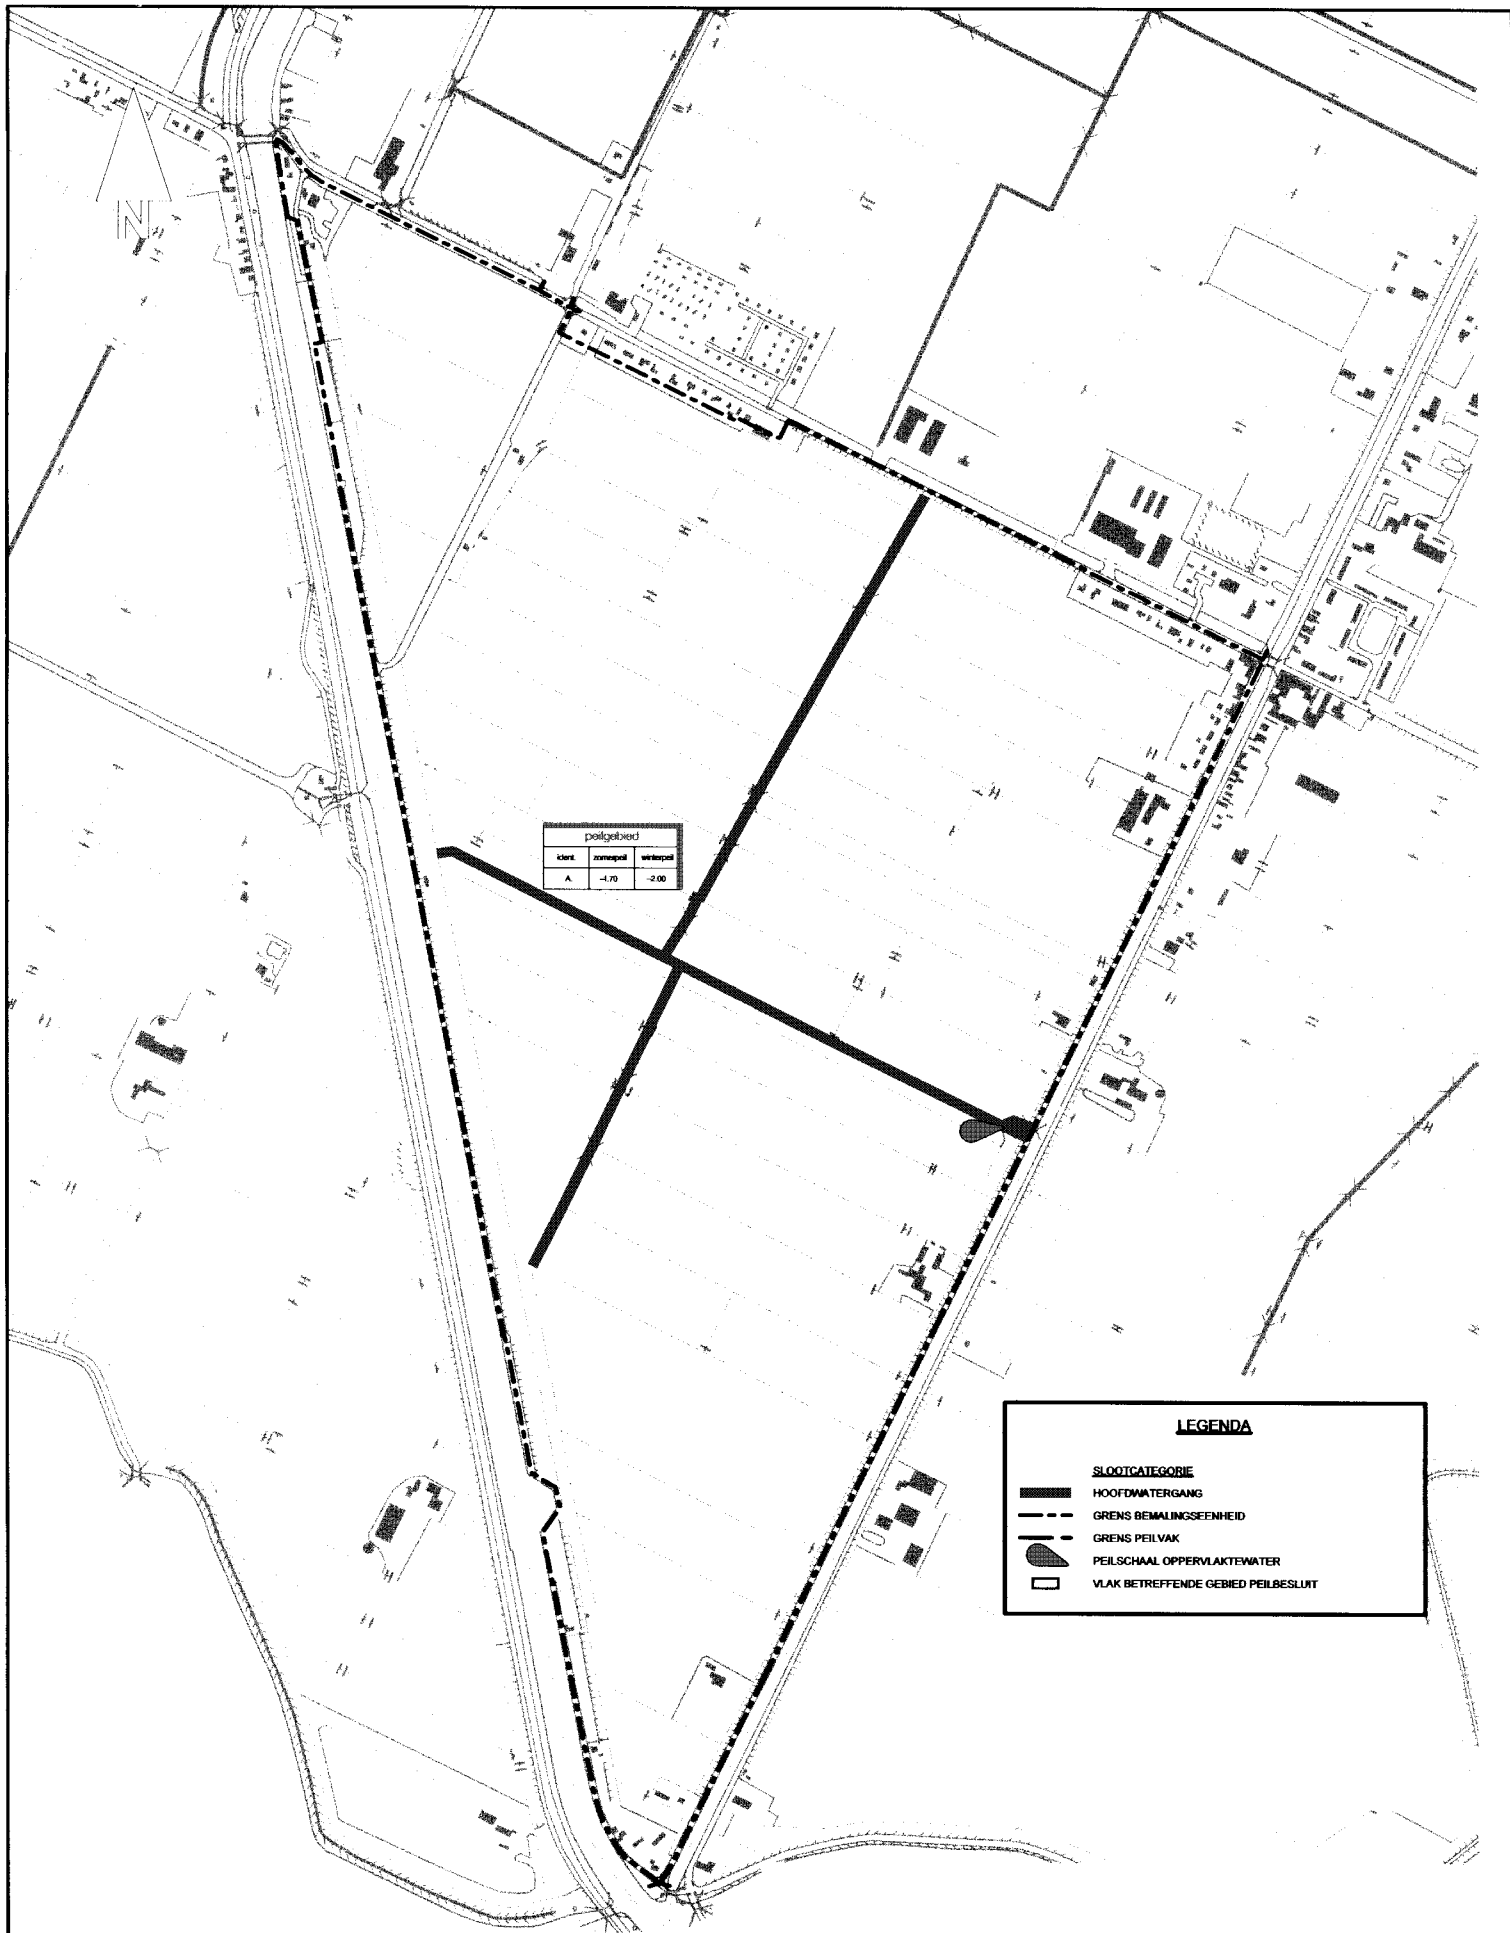 N
peilgebied
ident. zomerpeil winterpeil
A. -1.70 -2.00
LEGENDA
SLOOTCATEGORIE
HOOFDWATERGANG
GRENS BEMALINGSEENHEID
GRENS PEILVAK
PEILSCHAAL OPPERVLAKTEWATER
VLAK BETREFFENDE GEBIED PEILBESLUIT